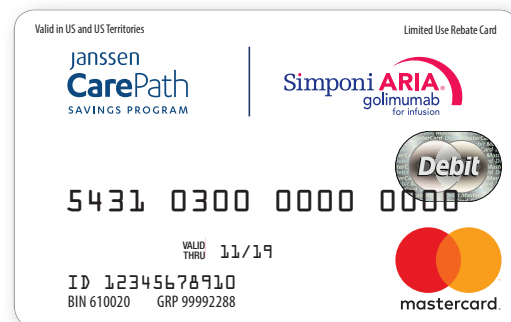 Valid in US and US Territories
Limited Use Rebate Card
Janssen
CarePath
SAVINGS PROGRAM
Simponi ARIA®
golimumab
for infusion
Debit
5431 0300 0000 0000
VALID THRU 11/19
ID 12345678910
BIN 610020 GRP 99992288
mastercard.